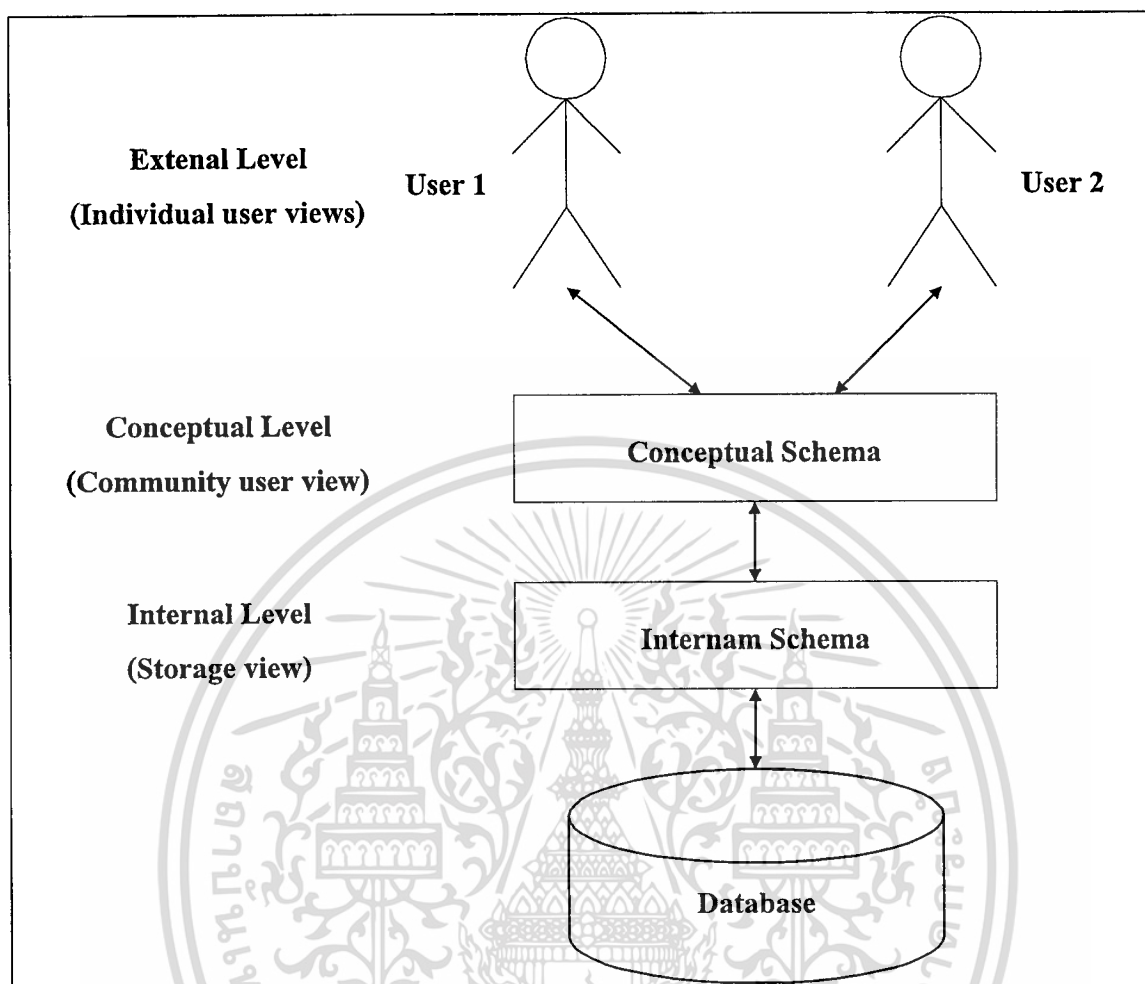 Extenal Level
(Individual user views)
User 1
User 2
Conceptual Level
(Community user view)
Conceptual Schema
Internal Level
(Storage view)
Internam Schema
Database